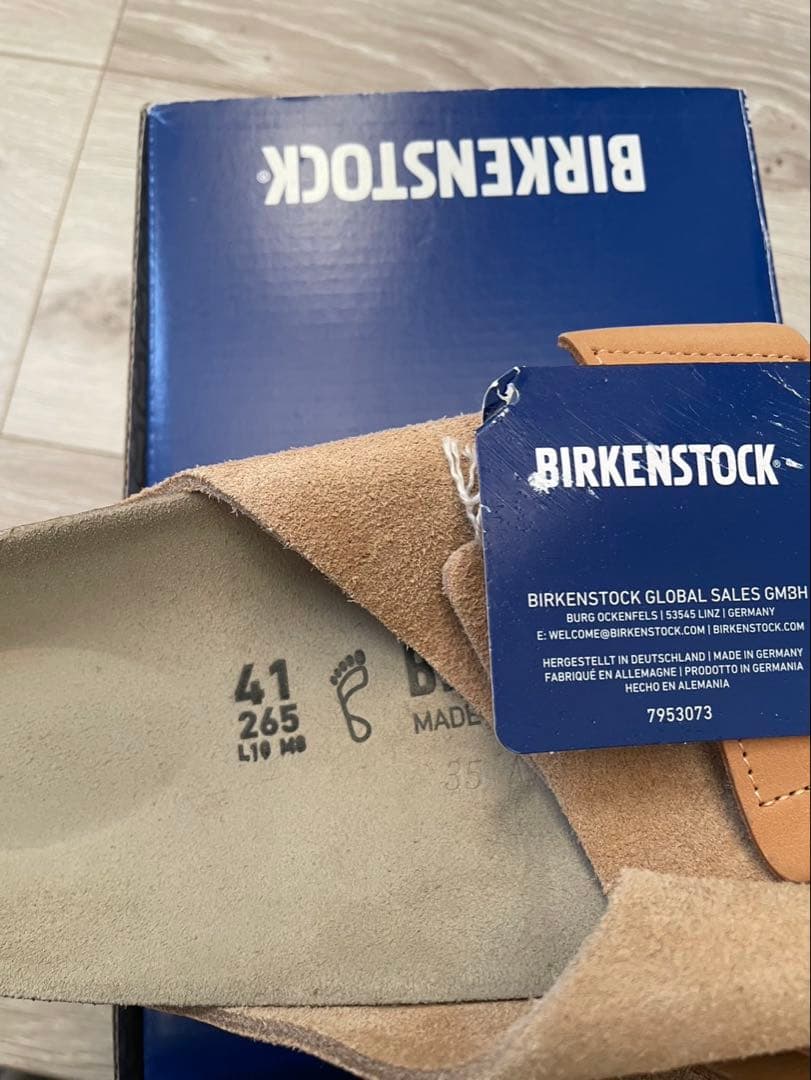 BIRKENSTOCK®
BIRKENSTOCK®
BIRKENSTOCK GLOBAL SALES GMBH
BURG OCKENFELS | 53545 LINZ | GERMANY
E: WELCOME@BIRKENSTOCK.COM | BIRKENSTOCK.COM
HERGESTELLT IN DEUTSCHLAND | MADE IN GERMANY
FABRIQUÉ EN ALLEMAGNE | PRODOTTO IN GERMANIA
HECHO EN ALEMANIA
7953073
41
265
L10 M8
MADE
35